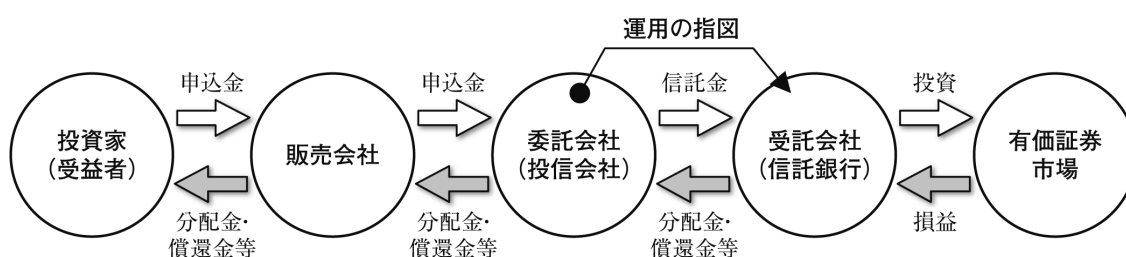 運用の指図
申込金
申込金
信託金
投資
投資家
(受益者)
販売会社
委託会社
(投信会社)
受託会社
(信託銀行)
有価証券
市場
分配金・
償還金等
分配金・
償還金等
分配金・
償還金等
損益